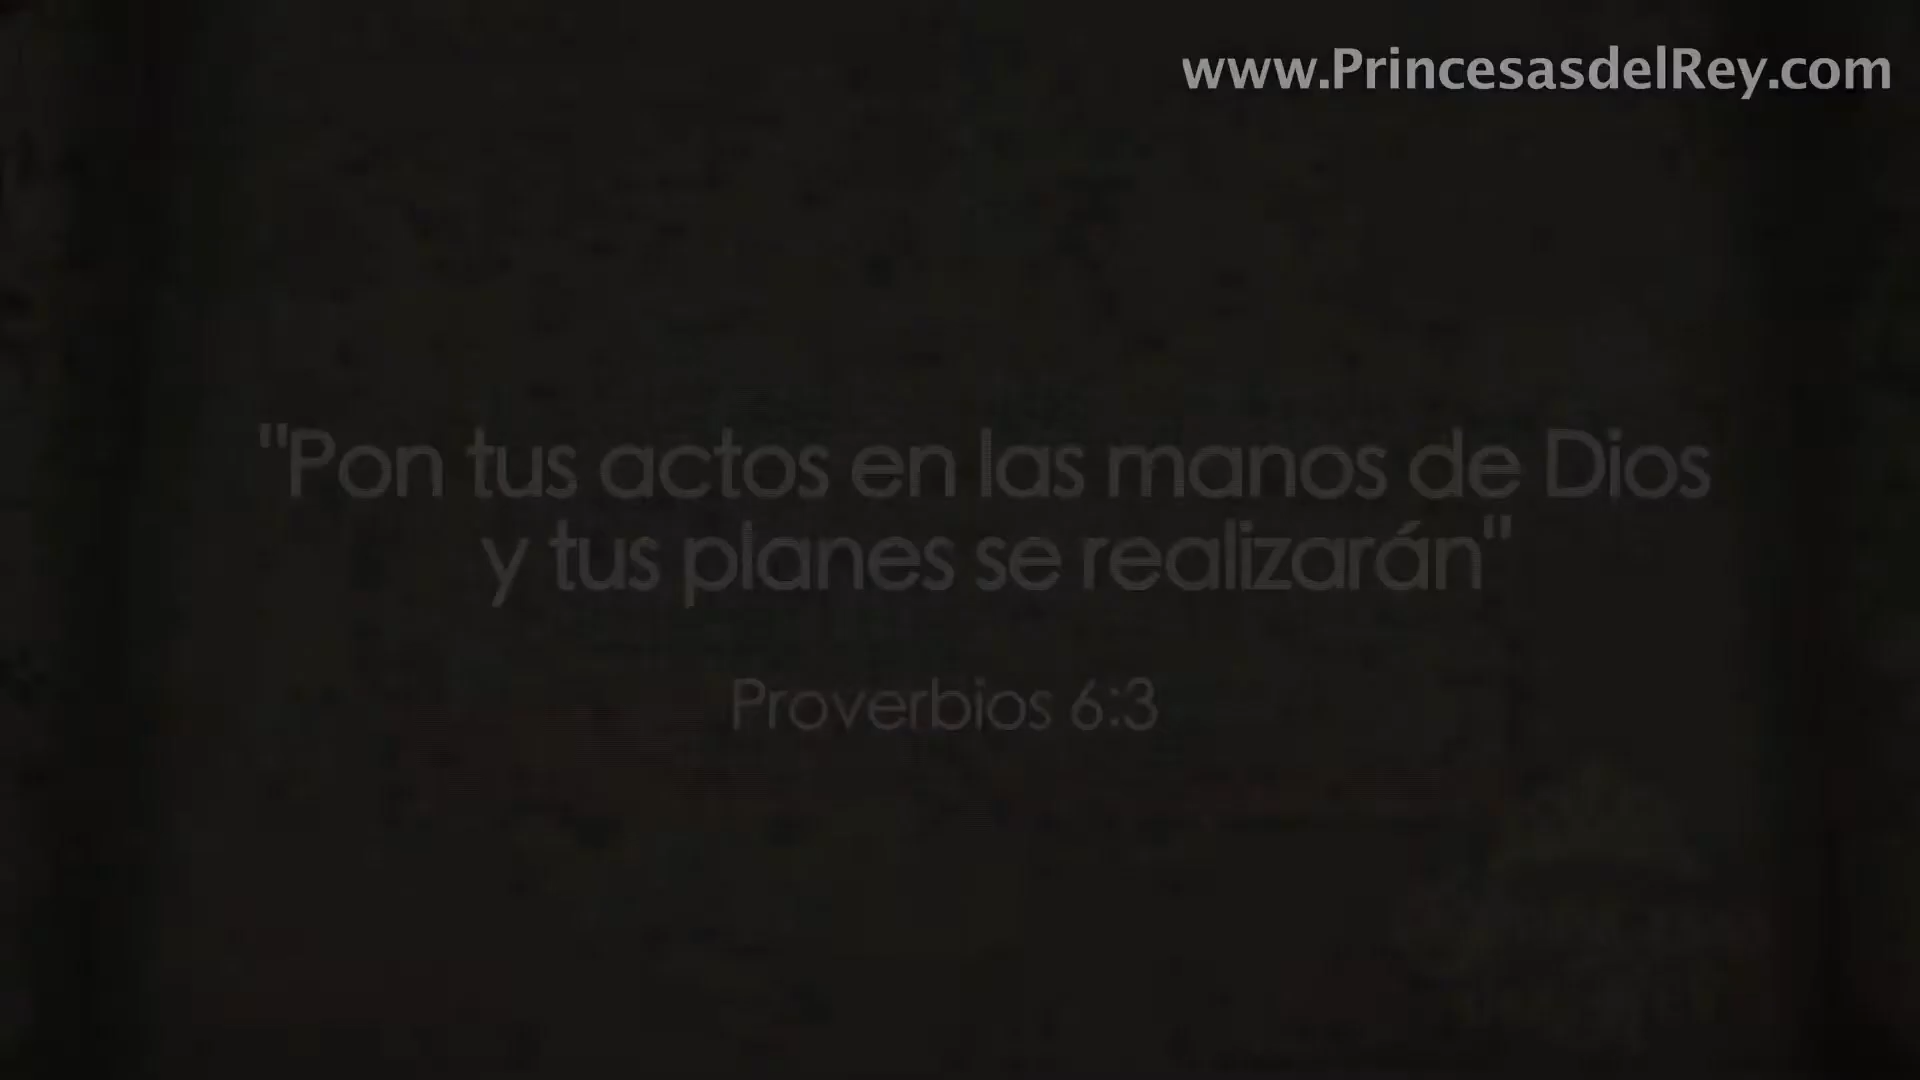 www.PrincesasdelRey.com
"Pon tus actos en las manos de Dios
y tus planes se realizarán"
Proverbios 6:3